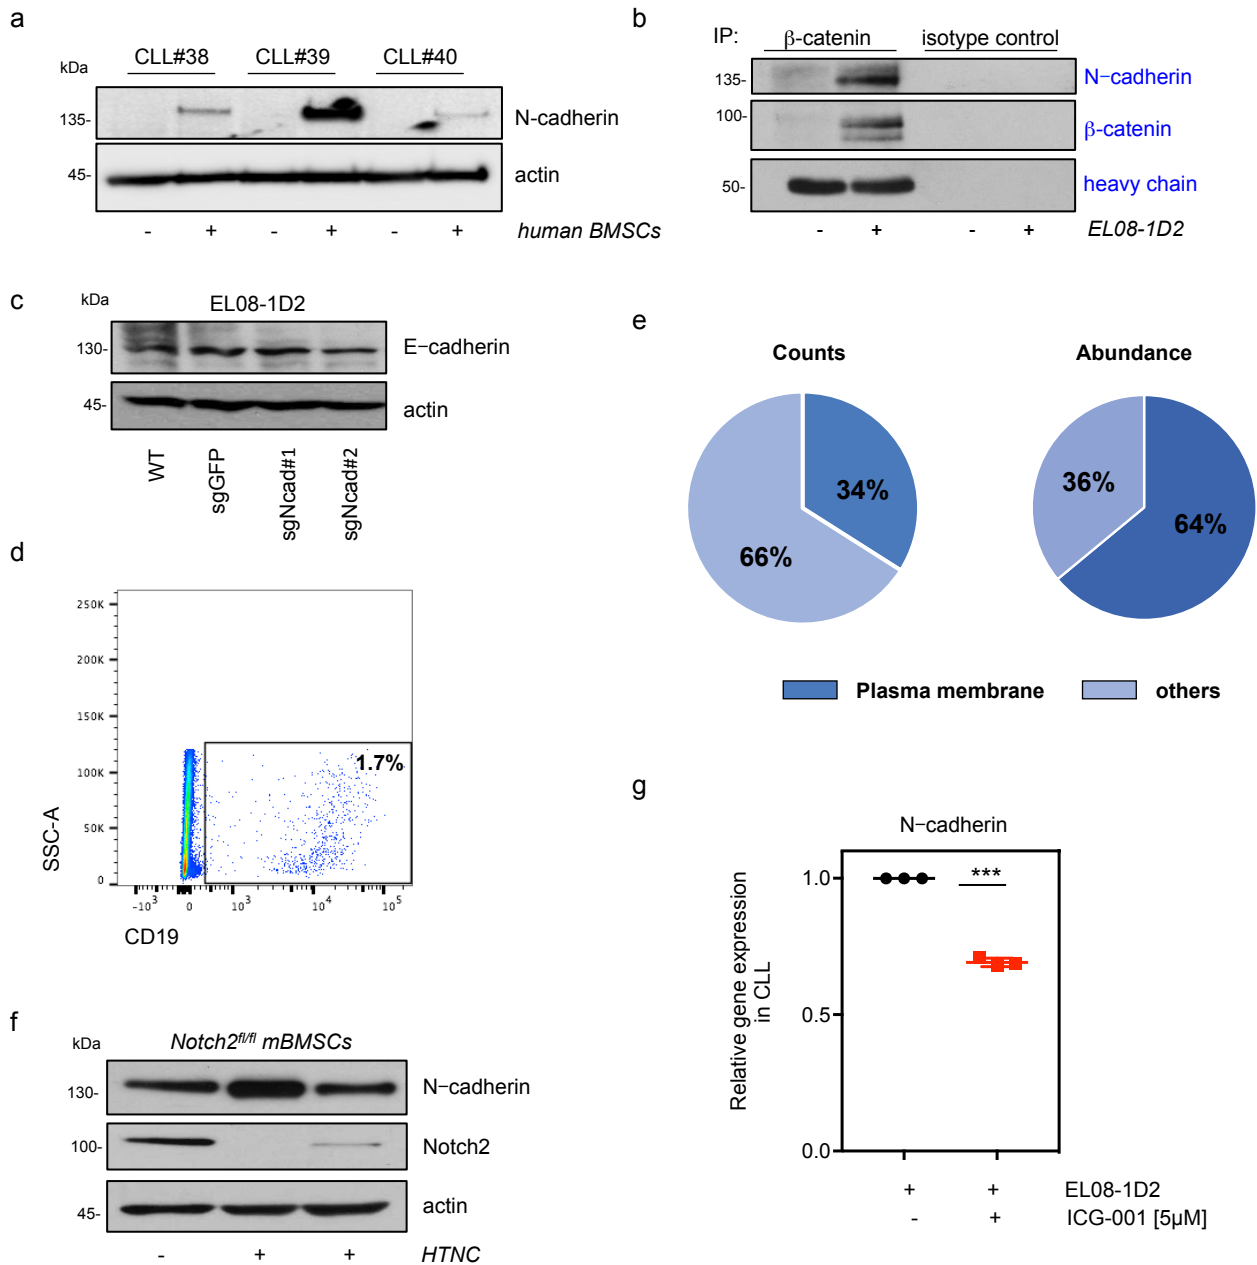 a
CLL#38 CLL#39 CLL#40
kDa
135- N-cadherin
45- actin
- + - + - + human BMSCs
b
IP: β-catenin isotype control
135- N−cadherin
100- β−catenin
50- heavy chain
- + - + EL08-1D2
c
kDa EL08-1D2
130- E−cadherin
45- actin
WT sgGFP sgNcad#1 sgNcad#2
d
250K
200K
150K
100K
50K
0
1.7%
SSC-A
-10³ 0 10³ 10⁴ 10⁵
CD19
e
Counts Abundance
34% 66% 36% 64%
Plasma membrane others
f
kDa Notch2fl/fl mBMSCs
130- N−cadherin
100- Notch2
45- actin
- + + HTNC
g
N−cadherin
Relative gene expression
in CLL
1.0
0.5
0.0
***
+ + EL08-1D2
- + ICG-001 [5µM]